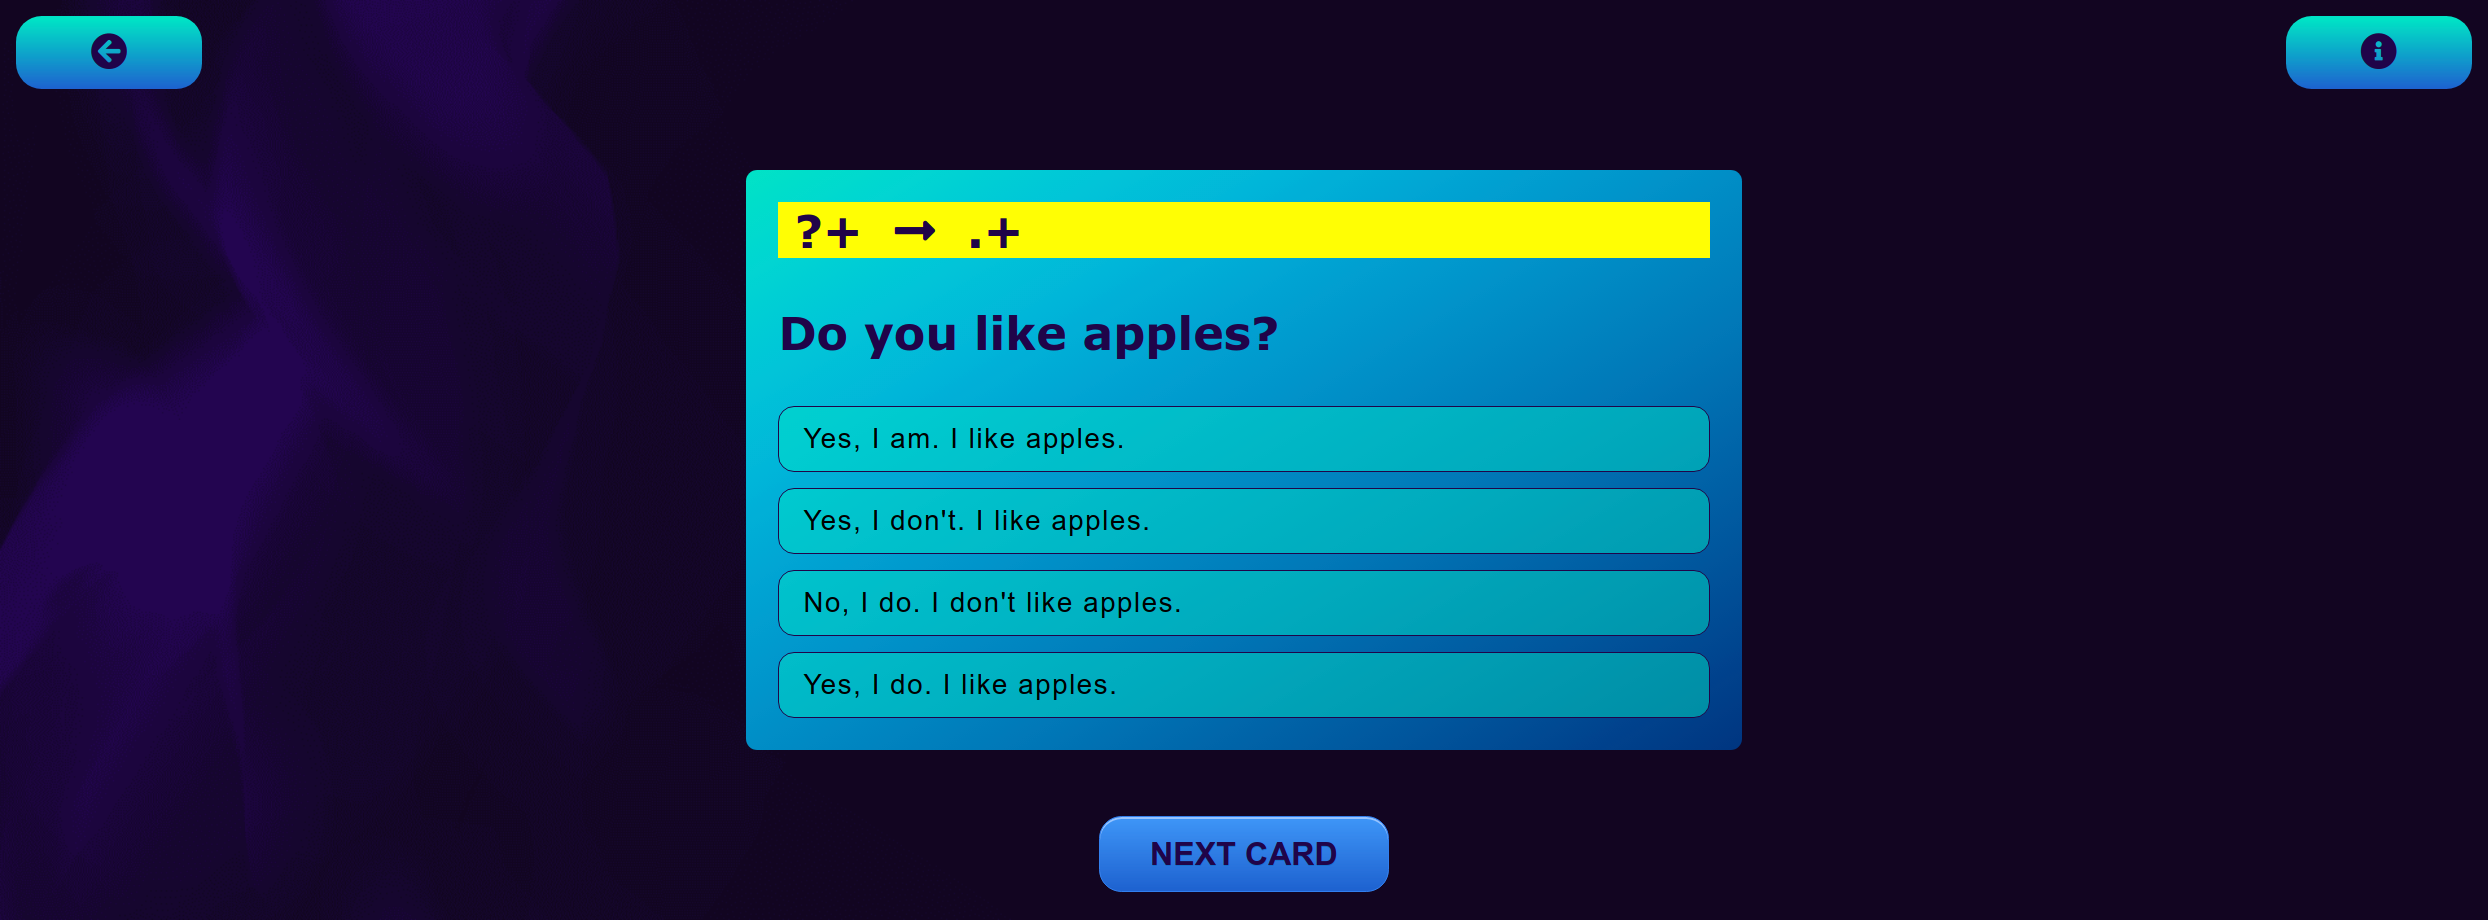 ?+ → .+
Do you like apples?
Yes, I am. I like apples.
Yes, I don't. I like apples.
No, I do. I don't like apples.
Yes, I do. I like apples.
NEXT CARD